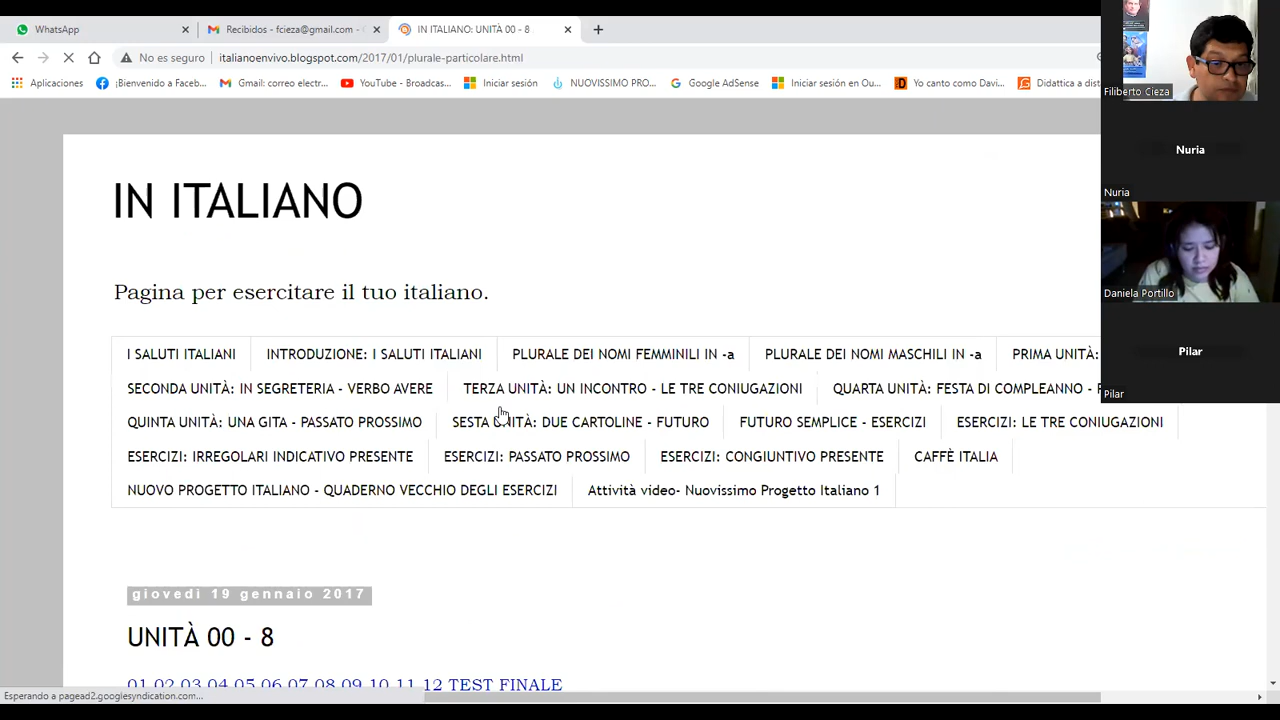 WhatsApp
Recibidos - fcieza@gmail.com -
IN ITALIANO: UNITÀ 00 - 8
No es seguro
italianoenvivo.blogspot.com/2017/01/plurale-particolare.html
Aplicaciones
¡Bienvenido a Faceb...
Gmail: correo electr...
YouTube - Broadcas...
Iniciar sesión
NUOVISSIMO PRO...
Google AdSense
Iniciar sesión en Ou...
Yo canto como Davi...
Didattica a dist
Filiberto Cieza
Nuria
Nuria
Daniela Portillo
Pilar
Pilar
IN ITALIANO
Pagina per esercitare il tuo italiano.
I SALUTI ITALIANI
INTRODUZIONE: I SALUTI ITALIANI
PLURALE DEI NOMI FEMMINILI IN -a
PLURALE DEI NOMI MASCHILI IN -a
PRIMA UNITÀ:
SECONDA UNITÀ: IN SEGRETERIA - VERBO AVERE
TERZA UNITÀ: UN INCONTRO - LE TRE CONIUGAZIONI
QUARTA UNITÀ: FESTA DI COMPLEANNO -
QUINTA UNITÀ: UNA GITA - PASSATO PROSSIMO
SESTA UNITÀ: DUE CARTOLINE - FUTURO
FUTURO SEMPLICE - ESERCIZI
ESERCIZI: LE TRE CONIUGAZIONI
ESERCIZI: IRREGOLARI INDICATIVO PRESENTE
ESERCIZI: PASSATO PROSSIMO
ESERCIZI: CONGIUNTIVO PRESENTE
CAFFÈ ITALIA
NUOVO PROGETTO ITALIANO - QUADERNO VECCHIO DEGLI ESERCIZI
Attività video- Nuovissimo Progetto Italiano 1
giovedì 19 gennaio 2017
UNITÀ 00 - 8
01 02 03 04 05 06 07 08 09 10 11 12 TEST FINALE
Esperando a pagead2.googlesyndication.com...